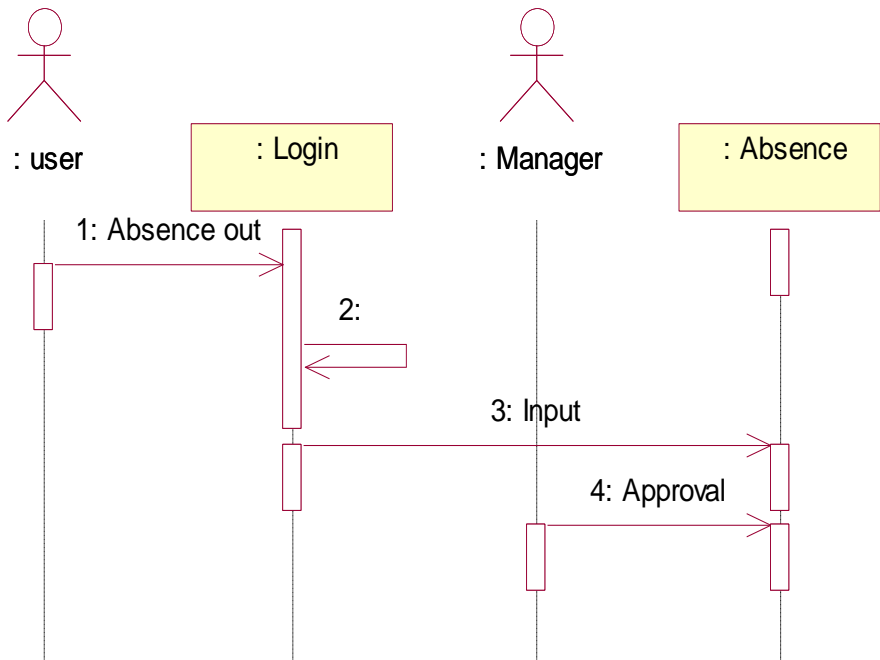 : user
: Login
: Manager
: Absence
1: Absence out
2:
3: Input
4: Approval